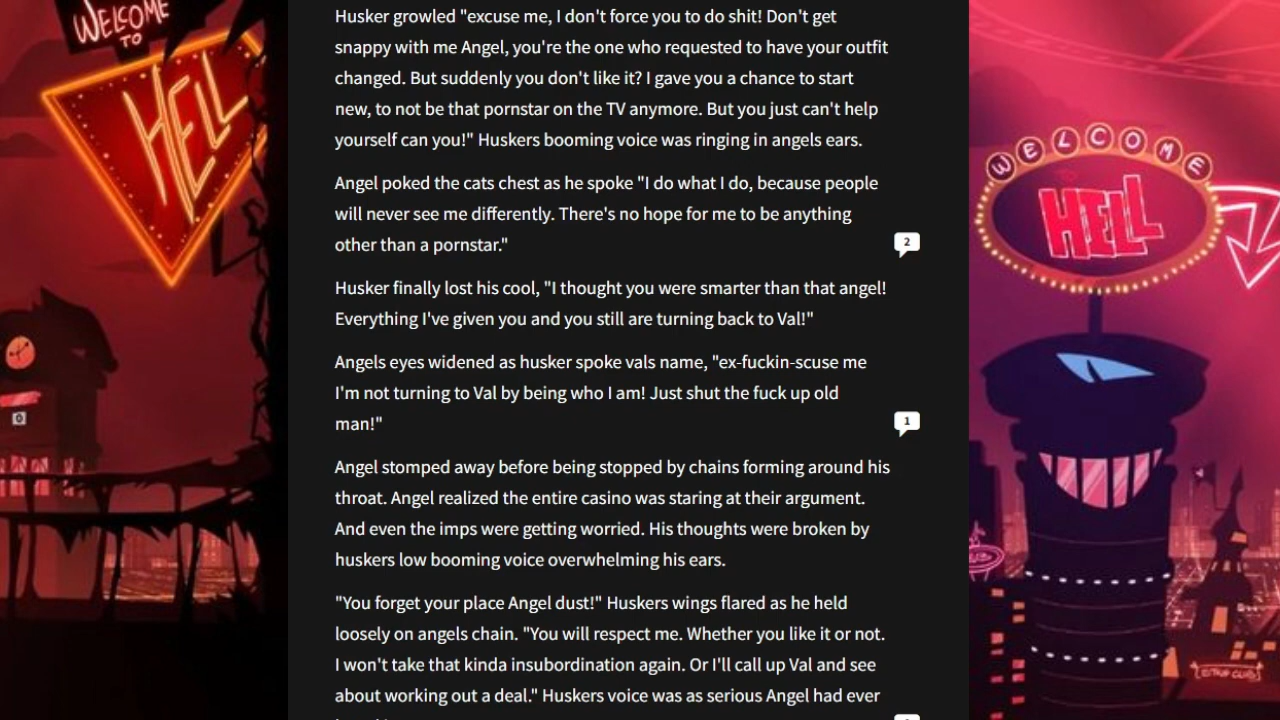 WELCOME
TO
HELL
Husker growled "excuse me, I don't force you to do shit! Don't get
snappy with me Angel, you're the one who requested to have your outfit
changed. But suddenly you don't like it? I gave you a chance to start
new, to not be that pornstar on the TV anymore. But you just can't help
yourself can you!" Huskers booming voice was ringing in angels ears.
Angel poked the cats chest as he spoke "I do what I do, because people
will never see me differently. There's no hope for me to be anything
other than a pornstar."
2
Husker finally lost his cool, "I thought you were smarter than that angel!
Everything I've given you and you still are turning back to Val!"
Angels eyes widened as husker spoke vals name, "ex-fuckin-scuse me
I'm not turning to Val by being who I am! Just shut the fuck up old
man!"
1
Angel stomped away before being stopped by chains forming around his
throat. Angel realized the entire casino was staring at their argument.
And even the imps were getting worried. His thoughts were broken by
huskers low booming voice overwhelming his ears.
"You forget your place Angel dust!" Huskers wings flared as he held
loosely on angels chain. "You will respect me. Whether you like it or not.
I won't take that kinda insubordination again. Or I'll call up Val and see
about working out a deal." Huskers voice was as serious Angel had ever
WELCOME
HELL